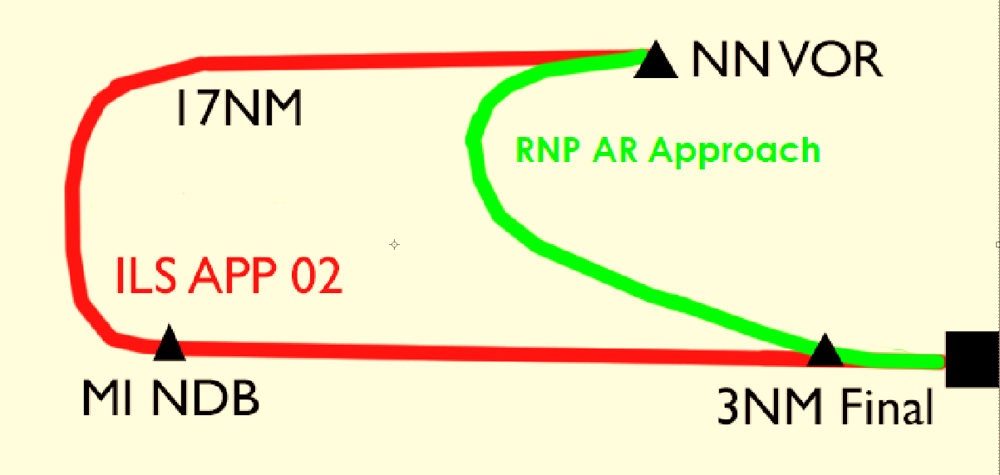 NN VOR
17NM
RNP AR Approach
ILS APP 02
MI NDB
3NM Final